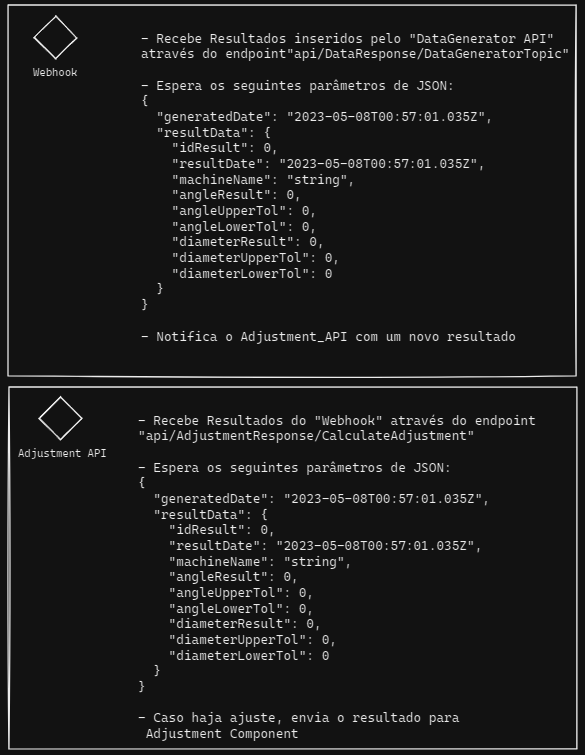 Webhook
- Recebe Resultados inseridos pelo "DataGenerator API"
através do endpoint"api/DataResponse/DataGeneratorTopic"
- Espera os seguintes parâmetros de JSON:
{
"generatedDate": "2023-05-08T00:57:01.035Z",
"resultData": {
"idResult": 0,
"resultDate": "2023-05-08T00:57:01.035Z",
"machineName": "string",
"angleResult": 0,
"angleUpperTol": 0,
"angleLowerTol": 0,
"diameterResult": 0,
"diameterUpperTol": 0,
"diameterLowerTol": 0
}
}
- Notifica o Adjustment_API com um novo resultado
Adjustment API
- Recebe Resultados do "Webhook" através do endpoint
"api/AdjustmentResponse/CalculateAdjustment"
- Espera os seguintes parâmetros de JSON:
{
"generatedDate": "2023-05-08T00:57:01.035Z",
"resultData": {
"idResult": 0,
"resultDate": "2023-05-08T00:57:01.035Z",
"machineName": "string",
"angleResult": 0,
"angleUpperTol": 0,
"angleLowerTol": 0,
"diameterResult": 0,
"diameterUpperTol": 0,
"diameterLowerTol": 0
}
}
- Caso haja ajuste, envia o resultado para
Adjustment Component